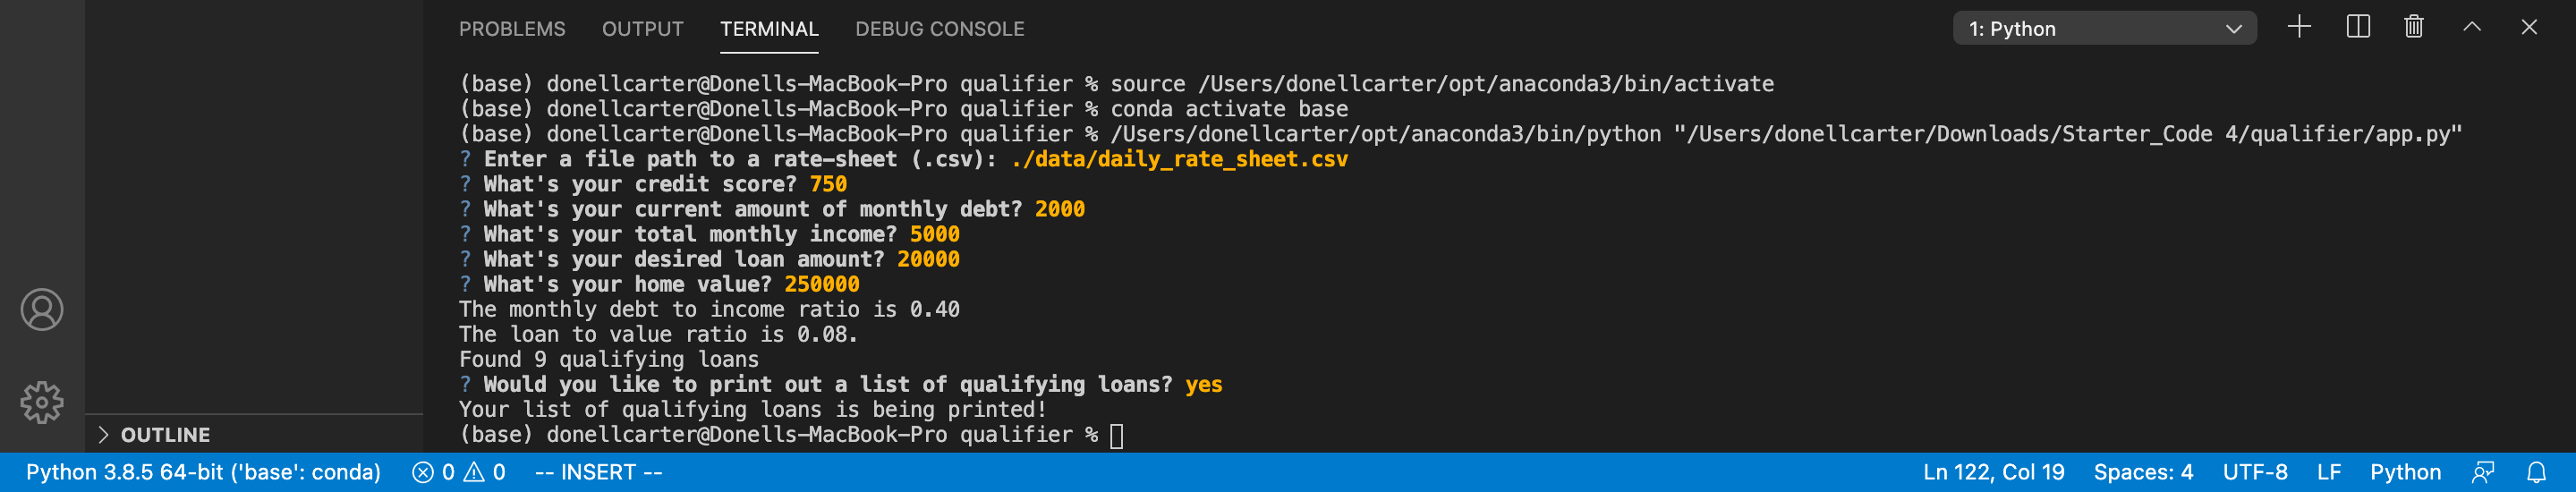 PROBLEMS OUTPUT TERMINAL DEBUG CONSOLE 1: Python
(base) donellcarter@Donells-MacBook-Pro qualifier % source /Users/donellcarter/opt/anaconda3/bin/activate
(base) donellcarter@Donells-MacBook-Pro qualifier % conda activate base
(base) donellcarter@Donells-MacBook-Pro qualifier % /Users/donellcarter/opt/anaconda3/bin/python "/Users/donellcarter/Downloads/Starter_Code 4/qualifier/app.py"
? Enter a file path to a rate-sheet (.csv): ./data/daily_rate_sheet.csv
? What's your credit score? 750
? What's your current amount of monthly debt? 2000
? What's your total monthly income? 5000
? What's your desired loan amount? 20000
? What's your home value? 250000
The monthly debt to income ratio is 0.40
The loan to value ratio is 0.08.
Found 9 qualifying loans
? Would you like to print out a list of qualifying loans? yes
Your list of qualifying loans is being printed!
(base) donellcarter@Donells-MacBook-Pro qualifier %
OUTLINE
Python 3.8.5 64-bit ('base': conda) 0 0 -- INSERT -- Ln 122, Col 19 Spaces: 4 UTF-8 LF Python